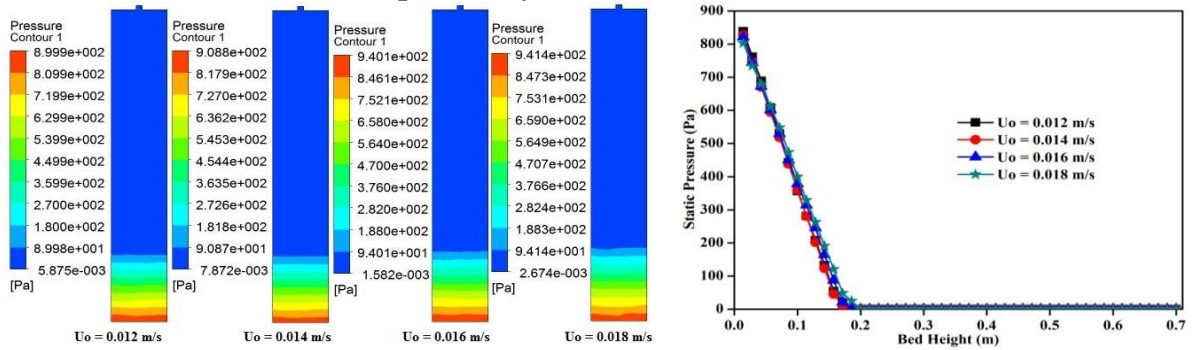 Pressure
Contour 1
8.999e+002
8.099e+002
7.199e+002
6.299e+002
5.399e+002
4.499e+002
3.599e+002
2.700e+002
1.800e+002
8.998e+001
5.875e-003
[Pa]
Uo = 0.012 m/s
Pressure
Contour 1
9.088e+002
8.179e+002
7.270e+002
6.362e+002
5.453e+002
4.544e+002
3.635e+002
2.726e+002
1.818e+002
9.087e+001
7.872e-003
[Pa]
Uo = 0.014 m/s
Pressure
Contour 1
9.401e+002
8.461e+002
7.521e+002
6.580e+002
5.640e+002
4.700e+002
3.760e+002
2.820e+002
1.880e+002
9.401e+001
1.582e-003
[Pa]
Uo = 0.016 m/s
Pressure
Contour 1
9.414e+002
8.473e+002
7.531e+002
6.590e+002
5.649e+002
4.707e+002
3.766e+002
2.824e+002
1.883e+002
9.414e+001
2.674e-003
[Pa]
Uo = 0.018 m/s
Static Pressure (Pa)
900
800
700
600
500
400
300
200
100
0
Uo = 0.012 m/s
Uo = 0.014 m/s
Uo = 0.016 m/s
Uo = 0.018 m/s
0.0 0.1 0.2 0.3 0.4 0.5 0.6 0.7
Bed Height (m)